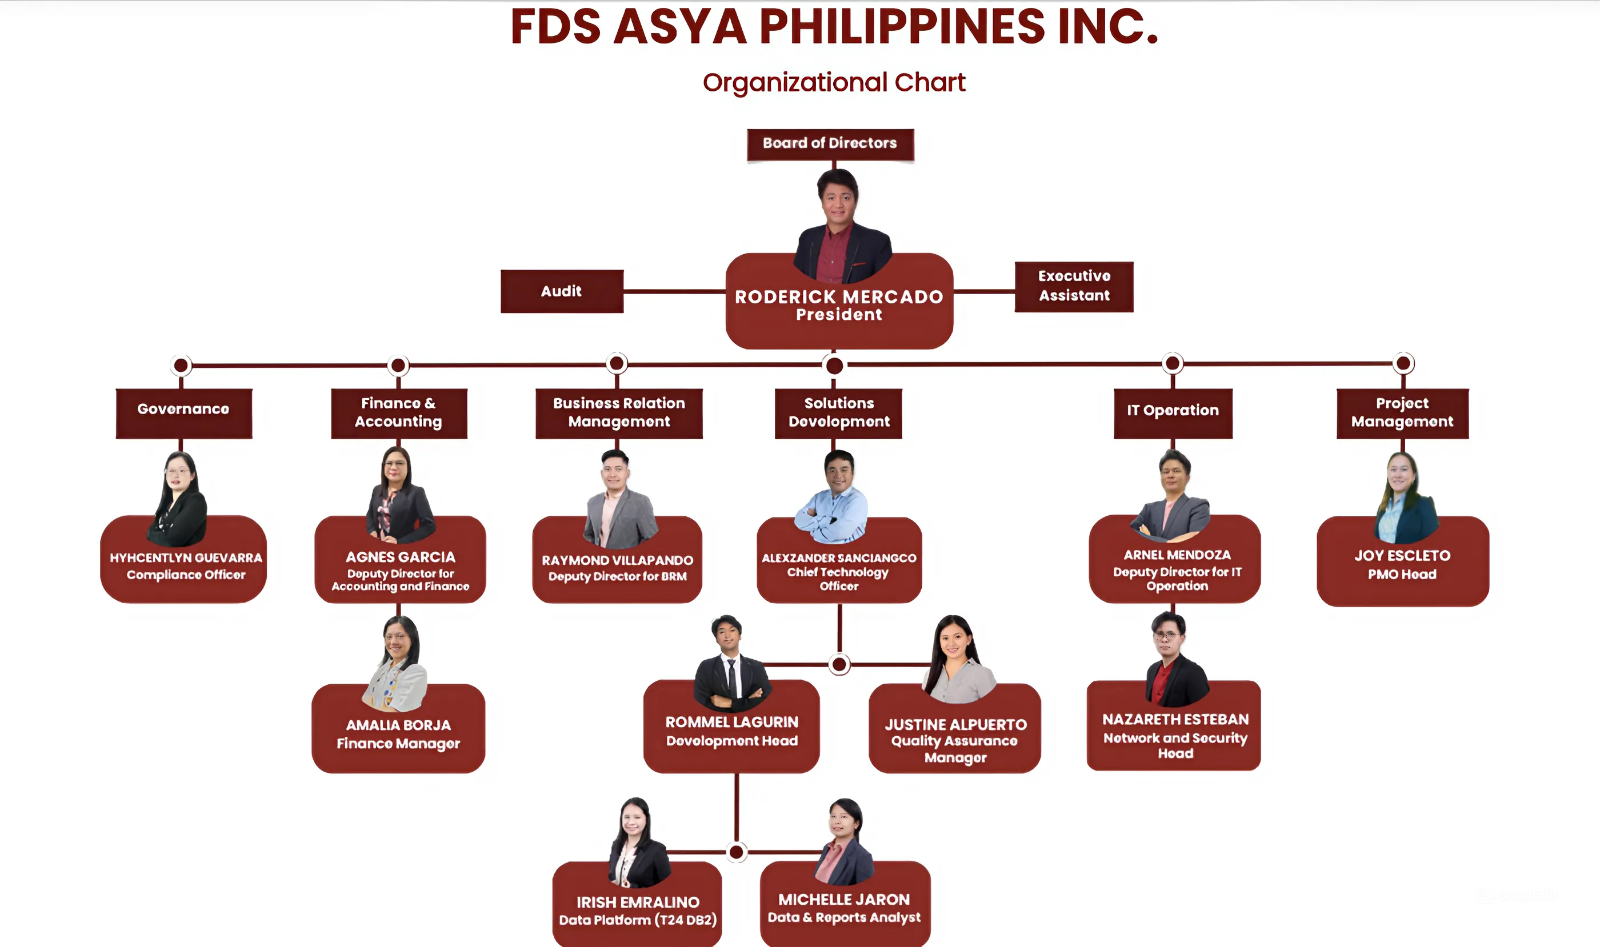 FDS ASYA PHILIPPINES INC.
Organizational Chart
Board of Directors
Audit
RODERICK MERCADO
President
Executive
Assistant
Governance
Finance &
Accounting
Business Relation
Management
Solutions
Development
IT Operation
Project
Management
HYHCENTLYN GUEVARRA
Compliance Officer
AGNES GARCIA
Deputy Director for
Accounting and Finance
RAYMOND VILLAPANDO
Deputy Director for BRM
ALEXZANDER SANCIANGCO
Chief Technology
Officer
ARNEL MENDOZA
Deputy Director for IT
Operation
JOY ESCLETO
PMO Head
AMALIA BORJA
Finance Manager
ROMMEL LAGURIN
Development Head
JUSTINE ALPUERTO
Quality Assurance
Manager
NAZARETH ESTEBAN
Network and Security
Head
IRISH EMRALINO
Data Platform (T24 DB2)
MICHELLE JARON
Data & Reports Analyst